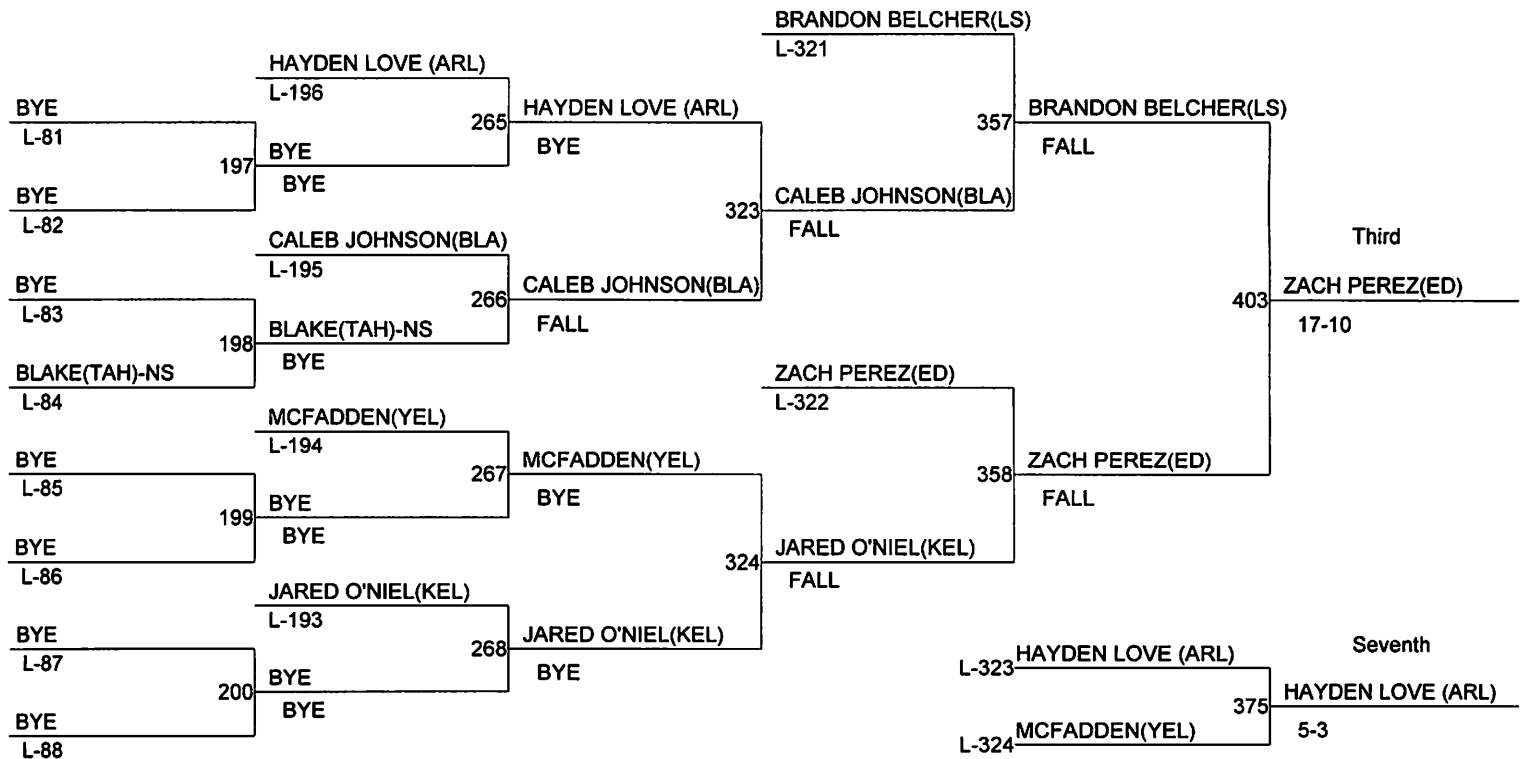 BRANDON BELCHER(LS)
L-321
HAYDEN LOVE (ARL)
L-196
BYE
L-81
265
HAYDEN LOVE (ARL)
BYE
357
BRANDON BELCHER(LS)
FALL
197
BYE
BYE
BYE
L-82
323
CALEB JOHNSON(BLA)
FALL
CALEB JOHNSON(BLA)
L-195
Third
BYE
L-83
266
CALEB JOHNSON(BLA)
FALL
403
ZACH PEREZ(ED)
17-10
198
BLAKE(TAH)-NS
BYE
BLAKE(TAH)-NS
L-84
ZACH PEREZ(ED)
L-322
MCFADDEN(YEL)
L-194
BYE
L-85
267
MCFADDEN(YEL)
BYE
358
ZACH PEREZ(ED)
FALL
199
BYE
BYE
BYE
L-86
324
JARED O'NIEL(KEL)
FALL
JARED O'NIEL(KEL)
L-193
BYE
L-87
268
JARED O'NIEL(KEL)
BYE
Seventh
L-323
HAYDEN LOVE (ARL)
200
BYE
BYE
375
HAYDEN LOVE (ARL)
5-3
BYE
L-88
L-324
MCFADDEN(YEL)